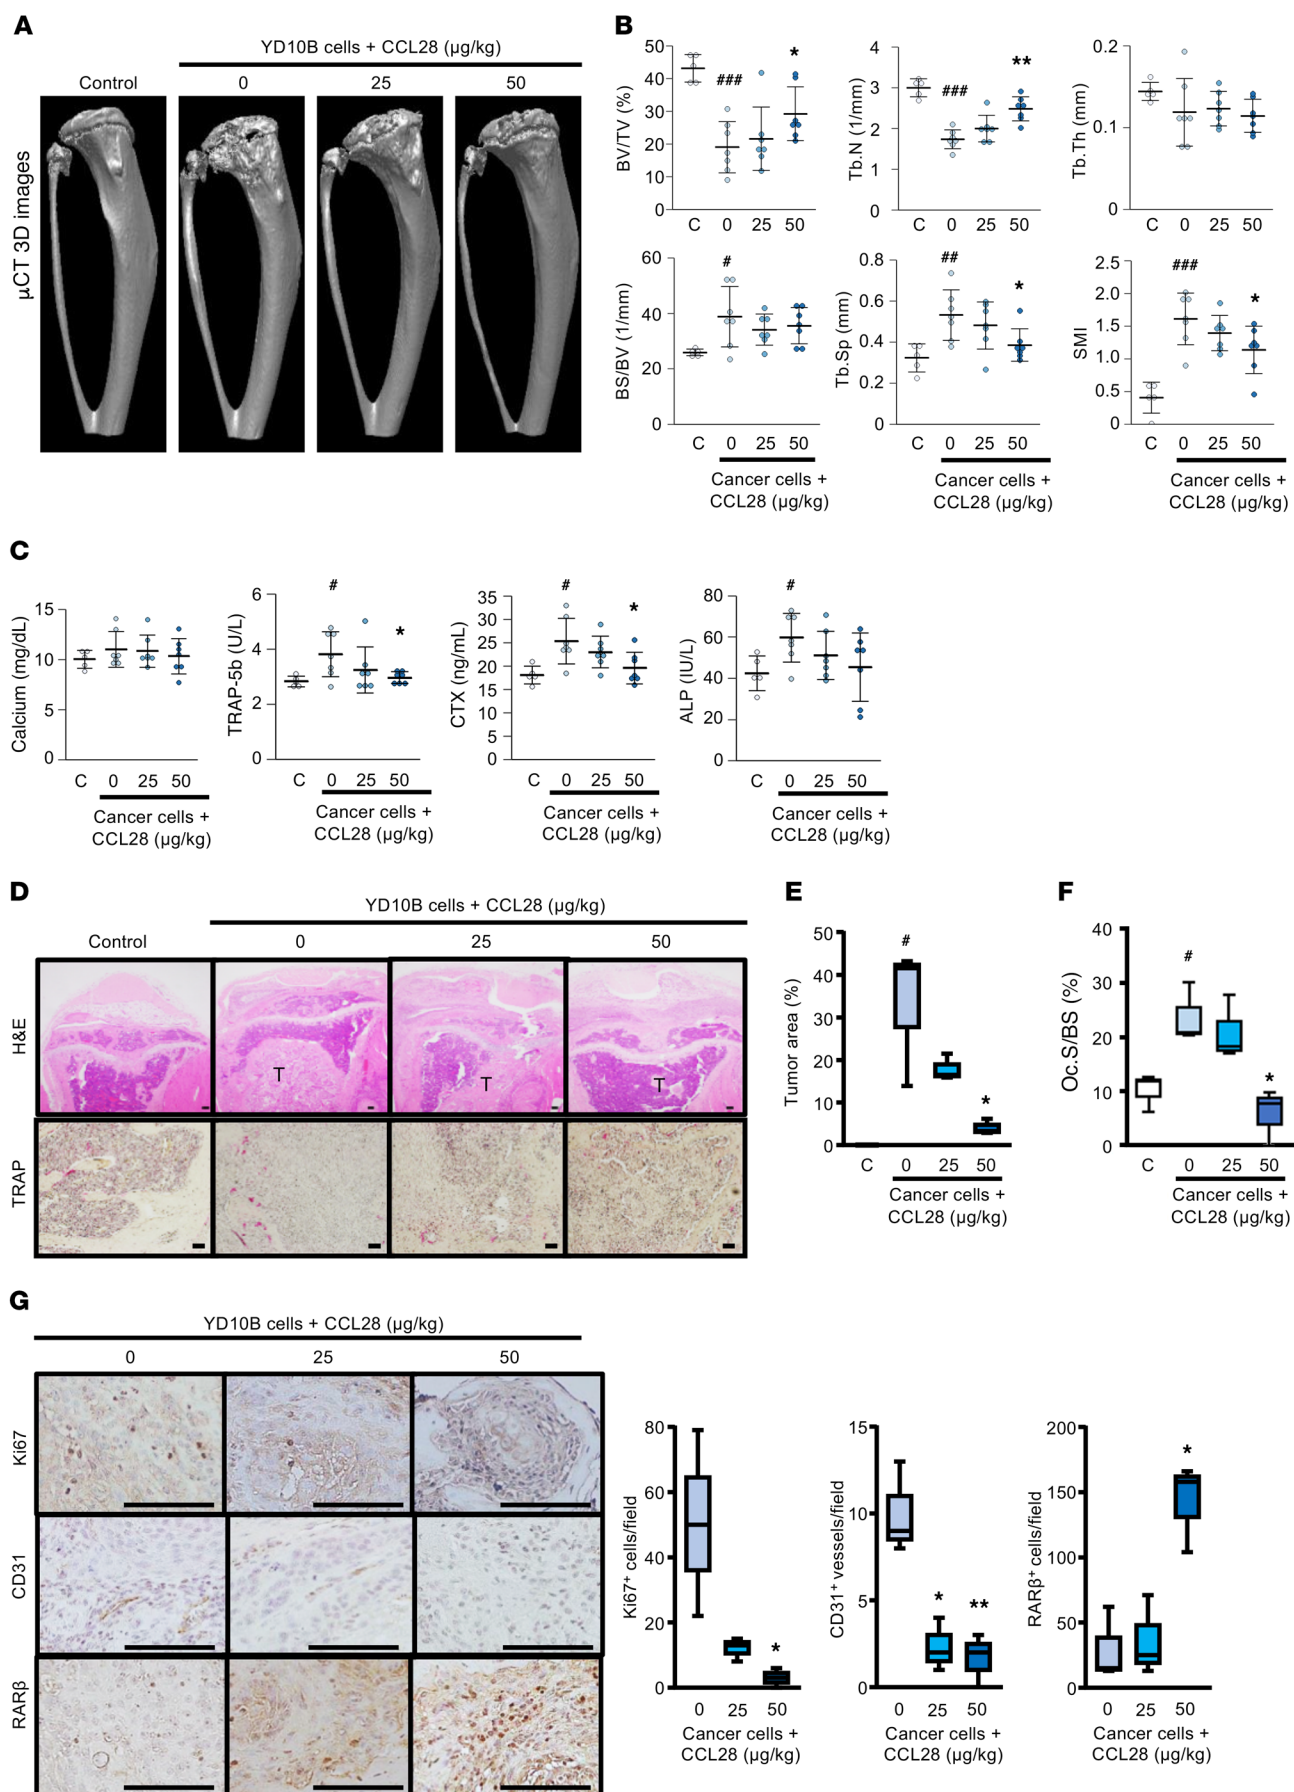 A
YD10B cells + CCL28 (µg/kg)
Control 0 25 50
µCT 3D images
B
BV/TV (%)
50
40
30
20
10
0
###
*
C 0 25 50
Tb.N (1/mm)
4
3
2
1
0
###
**
C 0 25 50
Tb.Th (mm)
0.2
0.1
0
C 0 25 50
BS/BV (1/mm)
60
40
20
0
#
C 0 25 50
Cancer cells +
CCL28 (µg/kg)
Tb.Sp (mm)
0.8
0.6
0.4
0.2
0
##
*
C 0 25 50
Cancer cells +
CCL28 (µg/kg)
SMI
2.5
2.0
1.5
1.0
0.5
0
###
*
C 0 25 50
Cancer cells +
CCL28 (µg/kg)
C
Calcium (mg/dL)
15
10
5
0
C 0 25 50
Cancer cells +
CCL28 (µg/kg)
TRAP-5b (U/L)
6
4
2
0
#
*
C 0 25 50
Cancer cells +
CCL28 (µg/kg)
CTX (ng/mL)
35
30
25
20
15
10
5
0
#
*
C 0 25 50
Cancer cells +
CCL28 (µg/kg)
ALP (IU/L)
80
60
40
20
0
#
C 0 25 50
Cancer cells +
CCL28 (µg/kg)
D
YD10B cells + CCL28 (µg/kg)
Control 0 25 50
H&E
T T T
TRAP
E
Tumor area (%)
50
40
30
20
10
0
#
*
C 0 25 50
Cancer cells +
CCL28 (µg/kg)
F
Oc.S/BS (%)
40
30
20
10
0
#
*
C 0 25 50
Cancer cells +
CCL28 (µg/kg)
G
YD10B cells + CCL28 (µg/kg)
0 25 50
Ki67
CD31
RARβ
Ki67+ cells/field
80
60
40
20
0
*
0 25 50
Cancer cells +
CCL28 (µg/kg)
CD31+ vessels/field
15
10
5
0
*
**
0 25 50
Cancer cells +
CCL28 (µg/kg)
RARβ+ cells/field
200
150
100
50
0
*
0 25 50
Cancer cells +
CCL28 (µg/kg)